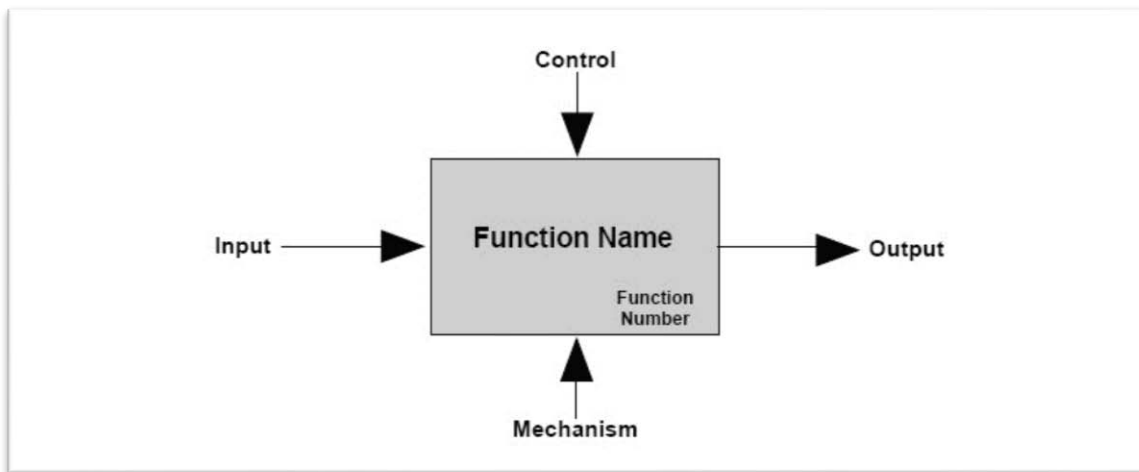 Control
Input
Function Name
Output
Function
Number
Mechanism